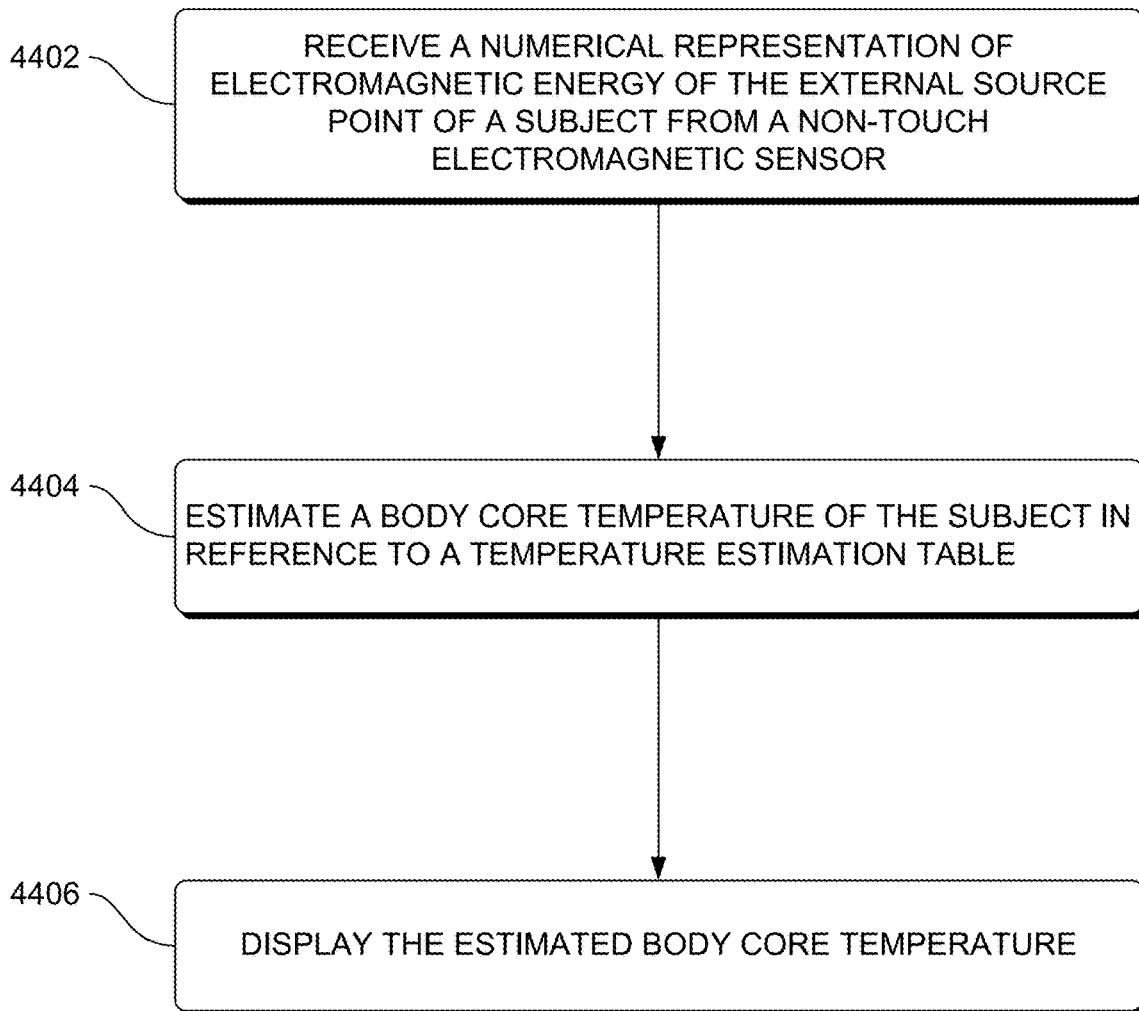 4402
RECEIVE A NUMERICAL REPRESENTATION OF
ELECTROMAGNETIC ENERGY OF THE EXTERNAL SOURCE
POINT OF A SUBJECT FROM A NON-TOUCH
ELECTROMAGNETIC SENSOR
4404
ESTIMATE A BODY CORE TEMPERATURE OF THE SUBJECT IN
REFERENCE TO A TEMPERATURE ESTIMATION TABLE
4406
DISPLAY THE ESTIMATED BODY CORE TEMPERATURE